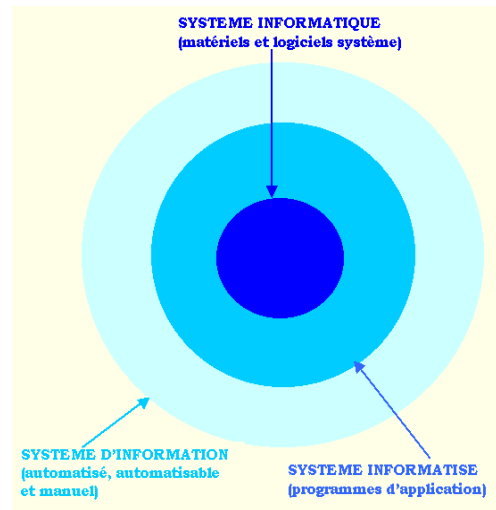 SYSTEME INFORMATIQUE
(matériels et logiciels système)
SYSTEME D'INFORMATION
(automatisé, automatisable
et manuel)
SYSTEME INFORMATISE
(programmes d'application)